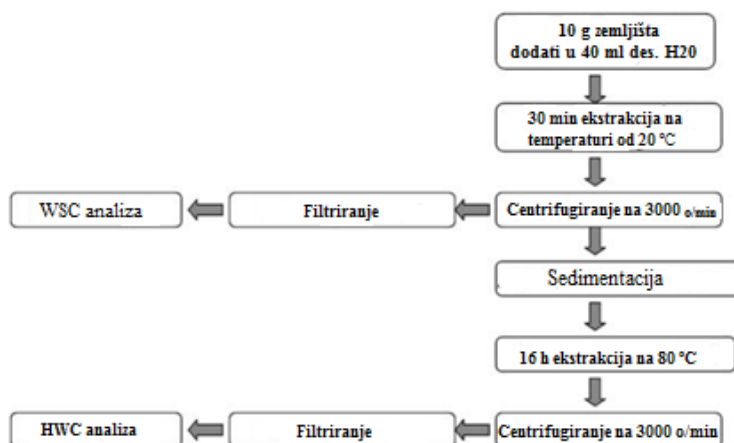 10 g zemljišta
dodati u 40 ml des. H20
30 min ekstrakcija na
temperaturi od 20 °C
WSC analiza
Filtriranje
Centrifugiranje na 3000 o/min
Sedimentacija
16 h ekstrakcija na 80 °C
HWC analiza
Filtriranje
Centrifugiranje na 3000 o/min